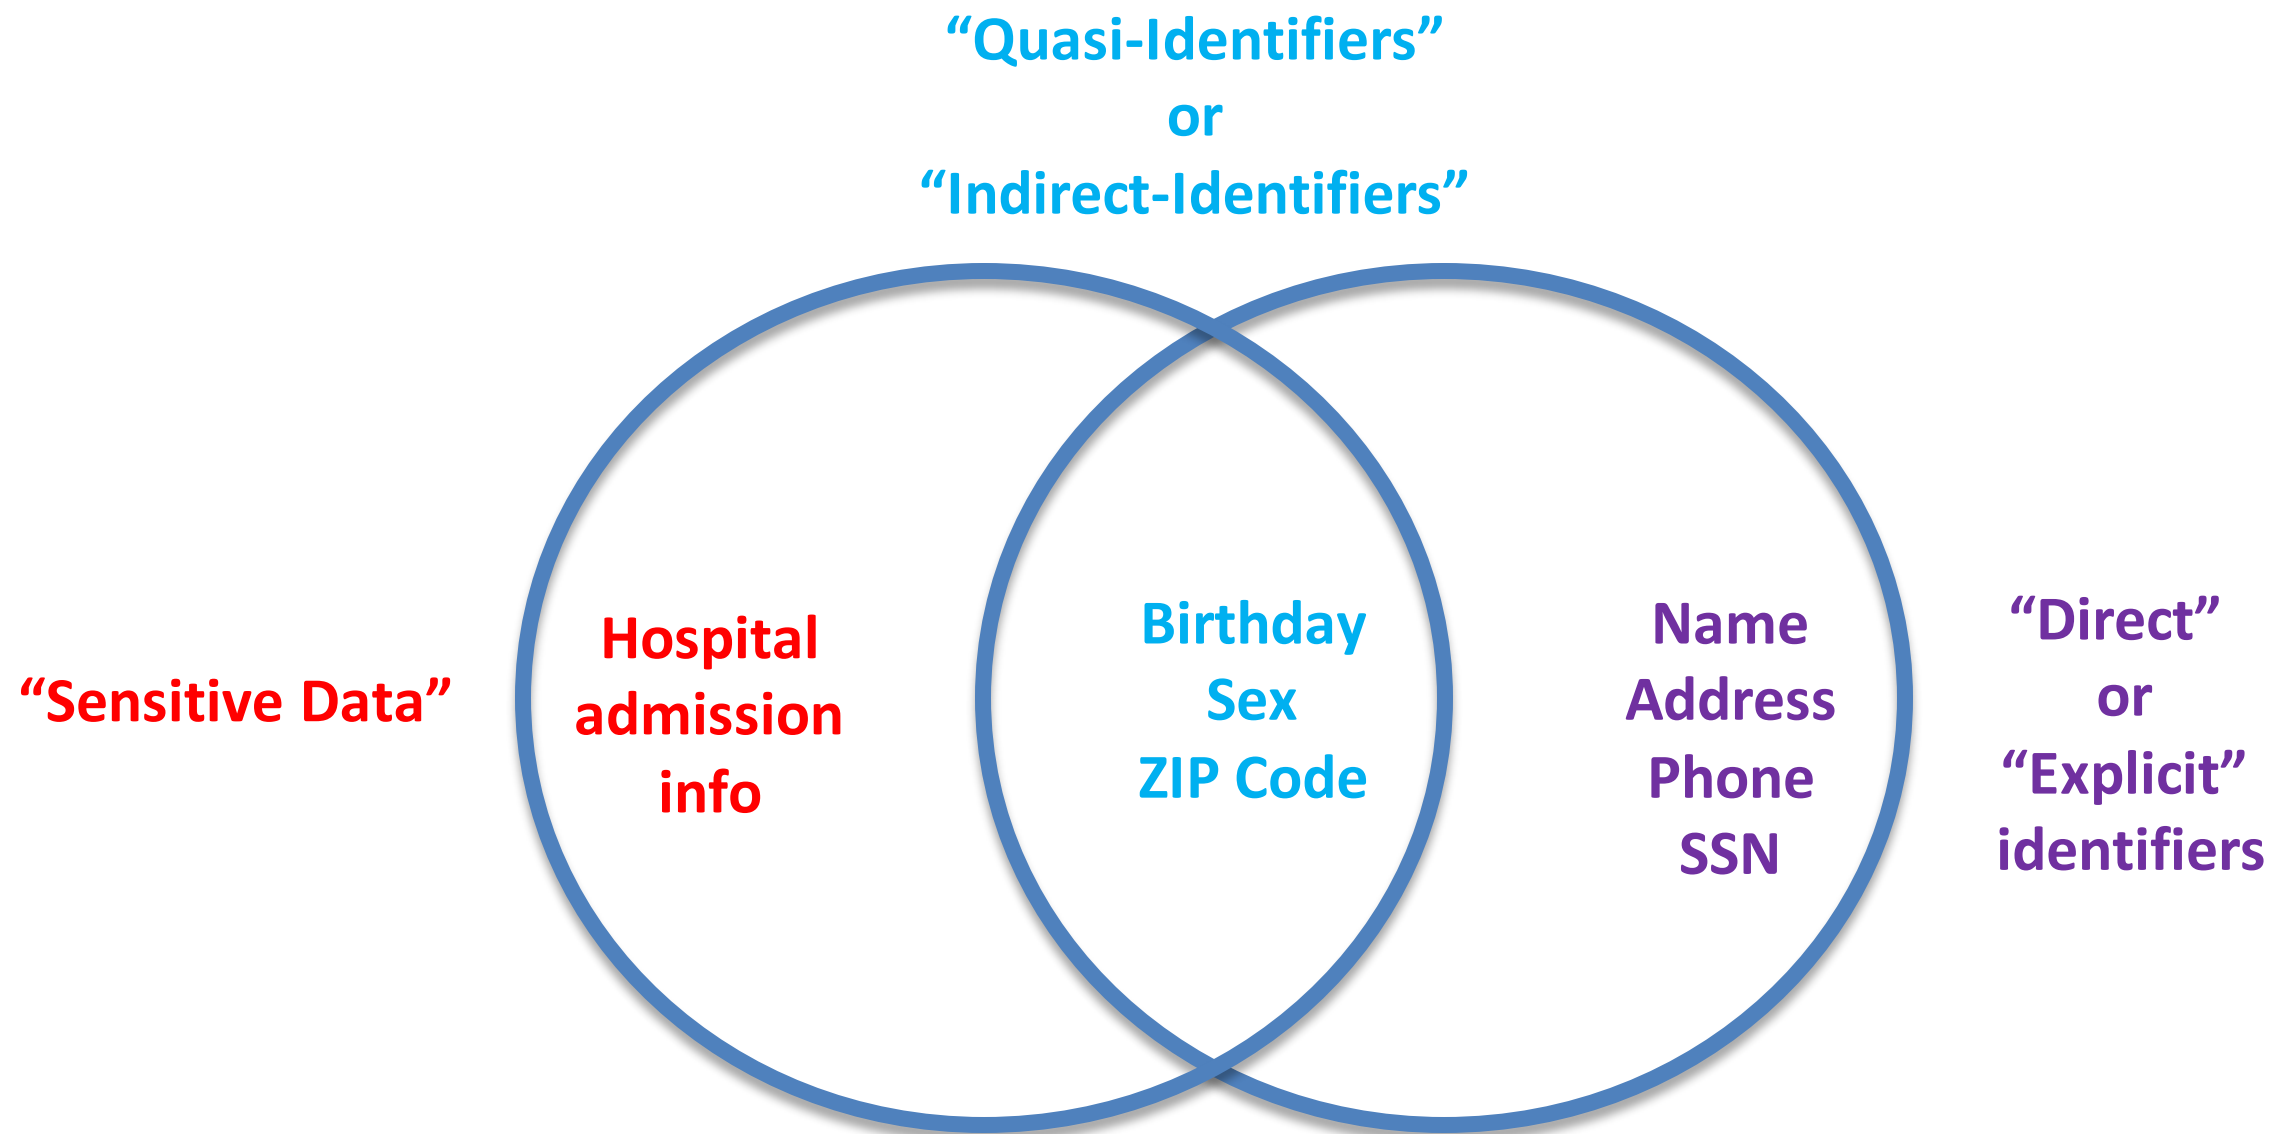 “Quasi-Identifiers”
or
“Indirect-Identifiers”
“Sensitive Data”
Hospital
admission
info
Birthday
Sex
ZIP Code
Name
Address
Phone
SSN
“Direct”
or
“Explicit”
identifiers